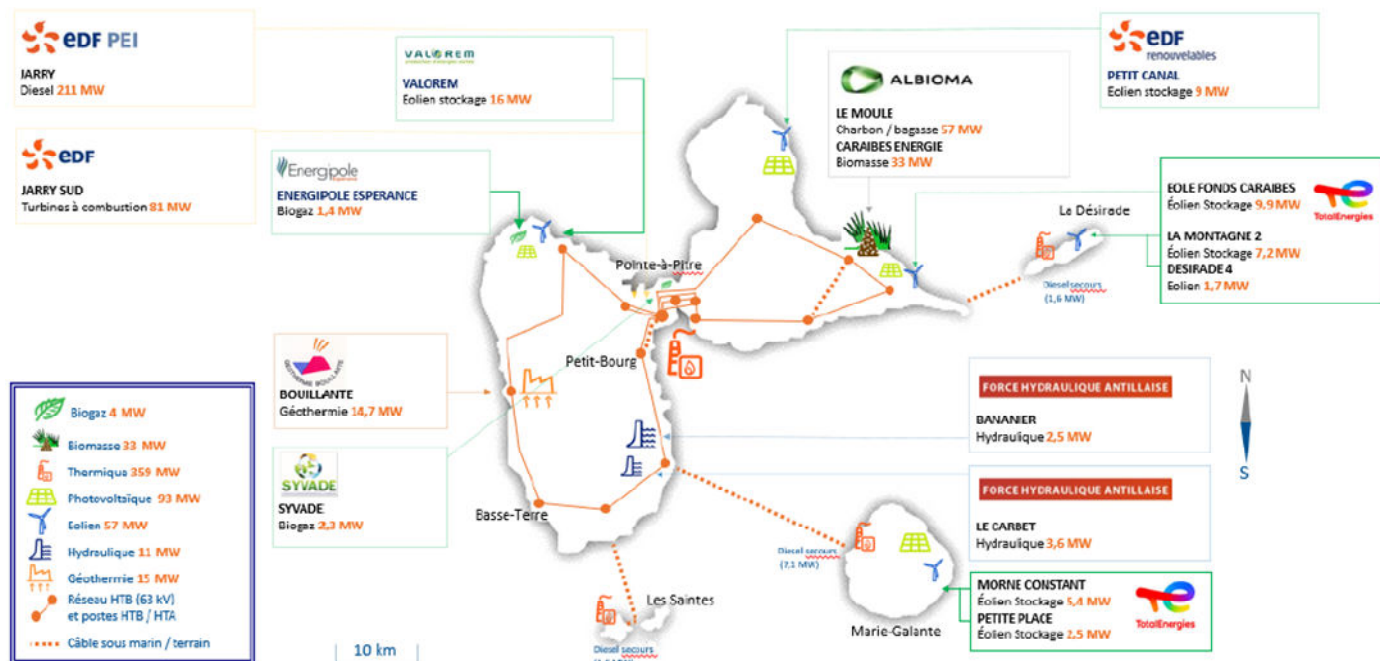 EDF PEI
JARRY
Diesel 211 MW
VALOREM
VALOREM
Eolien stockage 16 MW
EDF
renouvelables
PETIT CANAL
Eolien stockage 9 MW
ALBIOMA
LE MOULE
Charbon / bagasse 57 MW
CARAIBES ENERGIE
Biomasse 33 MW
EDF
JARRY SUD
Turbines à combustion 81 MW
Energipole
ENERGIPOLE ESPERANCE
Biogaz 1,4 MW
EOLE FONDS CARAIBES
Éolien Stockage 9,9 MW
LA MONTAGNE 2
Éolien Stockage 7,2 MW
DESIRADE 4
Eolien 1,7 MW
TotalEnergies
La Désirade
Diesel secours
(1,6 MW)
Pointe-à-Pitre
Petit-Bourg
GÉOTHERMIE BOUILLANTE
BOUILLANTE
Géothermie 14,7 MW
SYVADE
SYVADE
Biogaz 2,3 MW
Basse-Terre
FORCE HYDRAULIQUE ANTILLAISE
BANANIER
Hydraulique 2,5 MW
FORCE HYDRAULIQUE ANTILLAISE
LE CARBET
Hydraulique 3,6 MW
N
S
Biogaz 4 MW
Biomasse 33 MW
Thermique 359 MW
Photovoltaïque 93 MW
Eolien 57 MW
Hydraulique 11 MW
Géothermie 15 MW
Réseau HTB (63 kV)
et postes HTB / HTA
Câble sous marin / terrain
Diesel secours
(7,1 MW)
Marie-Galante
MORNE CONSTANT
Éolien Stockage 5,4 MW
PETITE PLACE
Éolien Stockage 2,5 MW
TotalEnergies
Les Saintes
Diesel secours
10 km